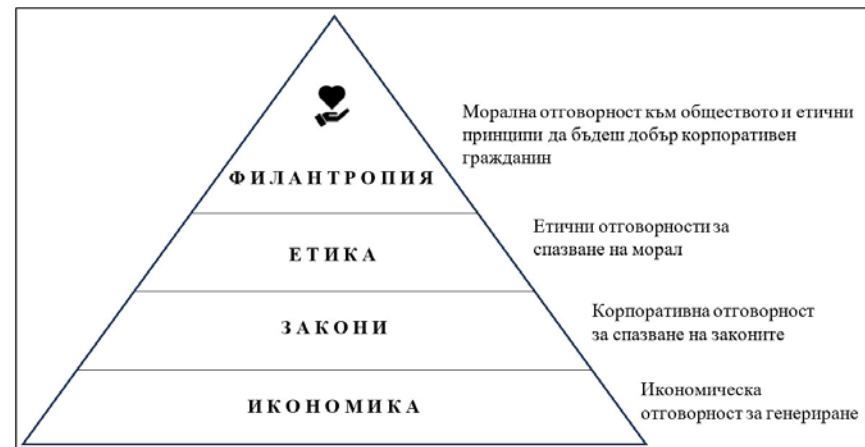 Морална отговорност към обществото и етични
принципи да бъдеш добър корпоративен
гражданин
ФИЛАНТРОПИЯ
Етични отговорности за
спазване на морал
ЕТИКА
Корпоративна отговорност
за спазване на законите
ЗАКОНИ
Икономическа
отговорност за генериране
ИКОНОМИКА